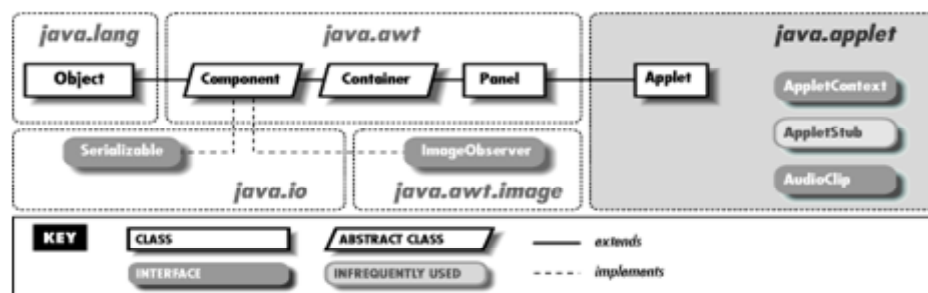 java.lang
java.awt
java.applet
Object
Component
Container
Panel
Applet
AppletContext
Serializable
ImageObserver
AppletStub
java.io
java.awt.image
AudioClip
KEY
CLASS
ABSTRACT CLASS
extends
INTERFACE
INFREQUENTLY USED
implements